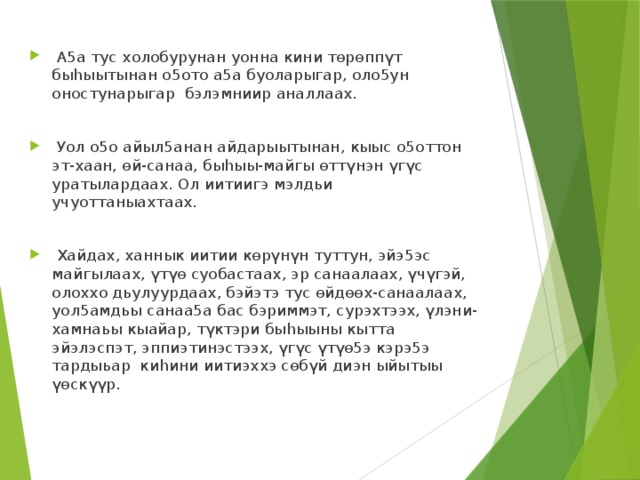 А5а тус холобурунан уонна кини төрөппүт
быһыытынан о5ото а5а буоларыгар, оло5ун
оностунарыгар бэлэмниир аналлаах.
Уол о5о айыл5анан айдарыытынан, кыыс о5оттон
эт-хаан, өй-санаа, быһыы-майгы өттүнэн үгүс
уратылардаах. Ол иитиигэ мэлдьи
учуоттаныахтаах.
Хайдах, ханнык иитии көрүнүн туттун, эйэ5эс
майгылаах, үтүө суобастаах, эр санаалаах, үчүгэй,
олоххо дьулуурдаах, бэйэтэ тус өйдөөх-санаалаах,
уол5амдьы санаа5а бас бэриммэт, сүрэхтээх, үлэни-
хамнаьы кыайар, түктэри быһыыны кытта
эйэлэспэт, эппиэтинэстээх, үгүс үтүө5э кэрэ5э
тардыьар киһини иитиэххэ сөбүй диэн ыйытыы
үөскүүр.